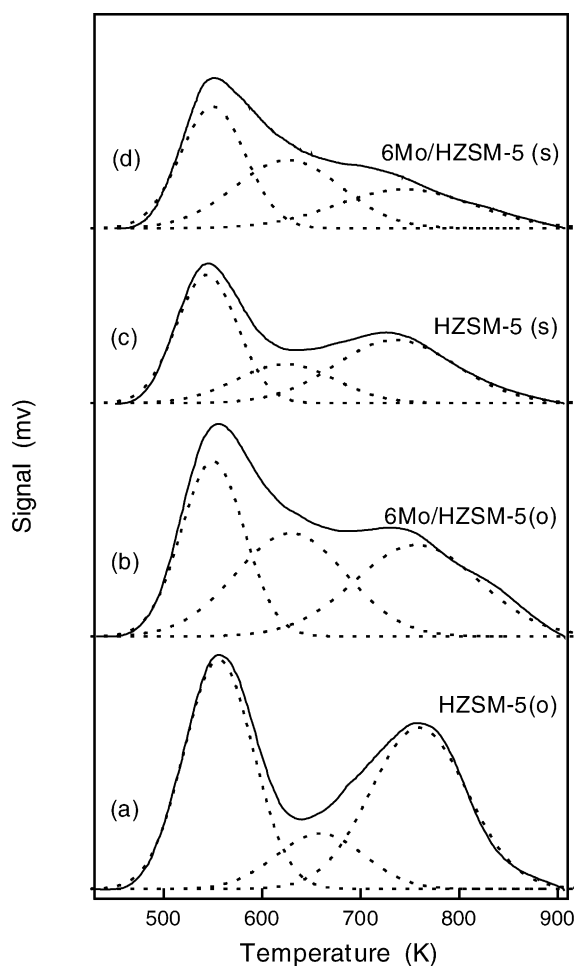 (d)
6Mo/HZSM-5 (s)
(c)
HZSM-5 (s)
Signal (mv)
6Mo/HZSM-5(o)
(b)
HZSM-5(o)
(a)
500 600 700 800 900
Temperature (K)